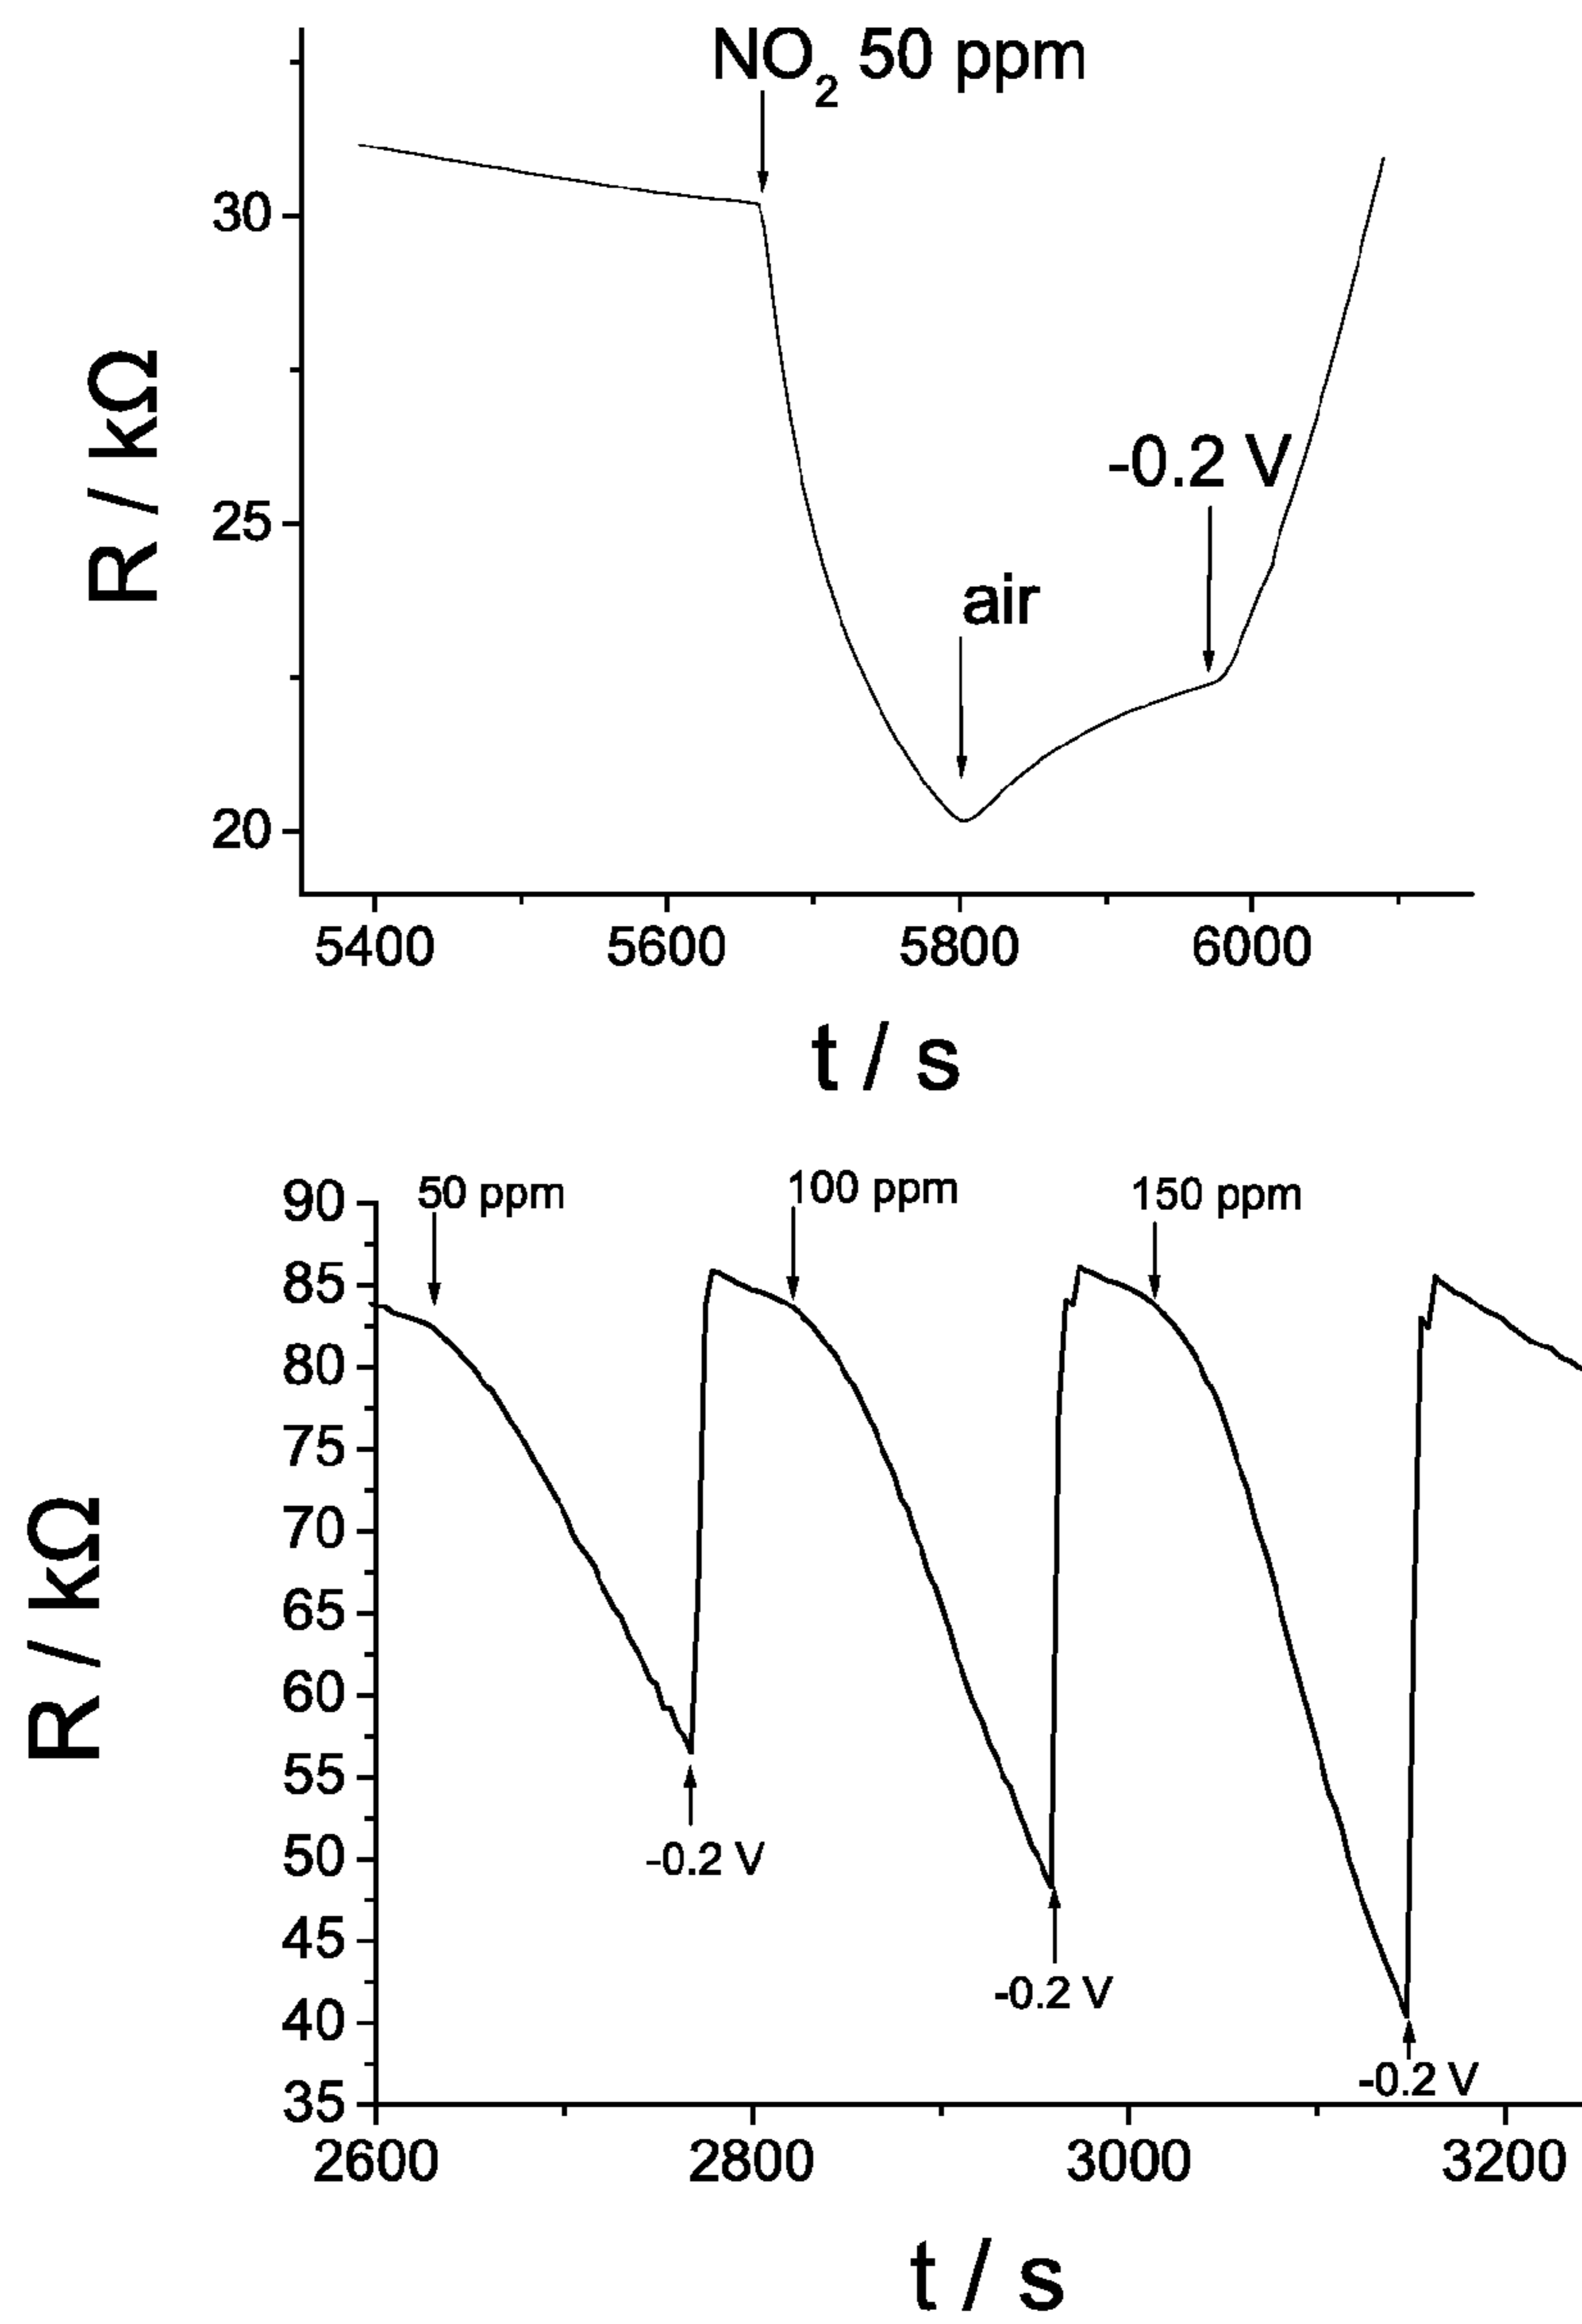 NO2 50 ppm
30
-0.2 V
25
air
20
R / kΩ
5400 5600 5800 6000
t / s
90
50 ppm 100 ppm 150 ppm
85
80
75
70
65
60
55
-0.2 V
50
45
-0.2 V
40
-0.2 V
35
R / kΩ
2600 2800 3000 3200
t / s